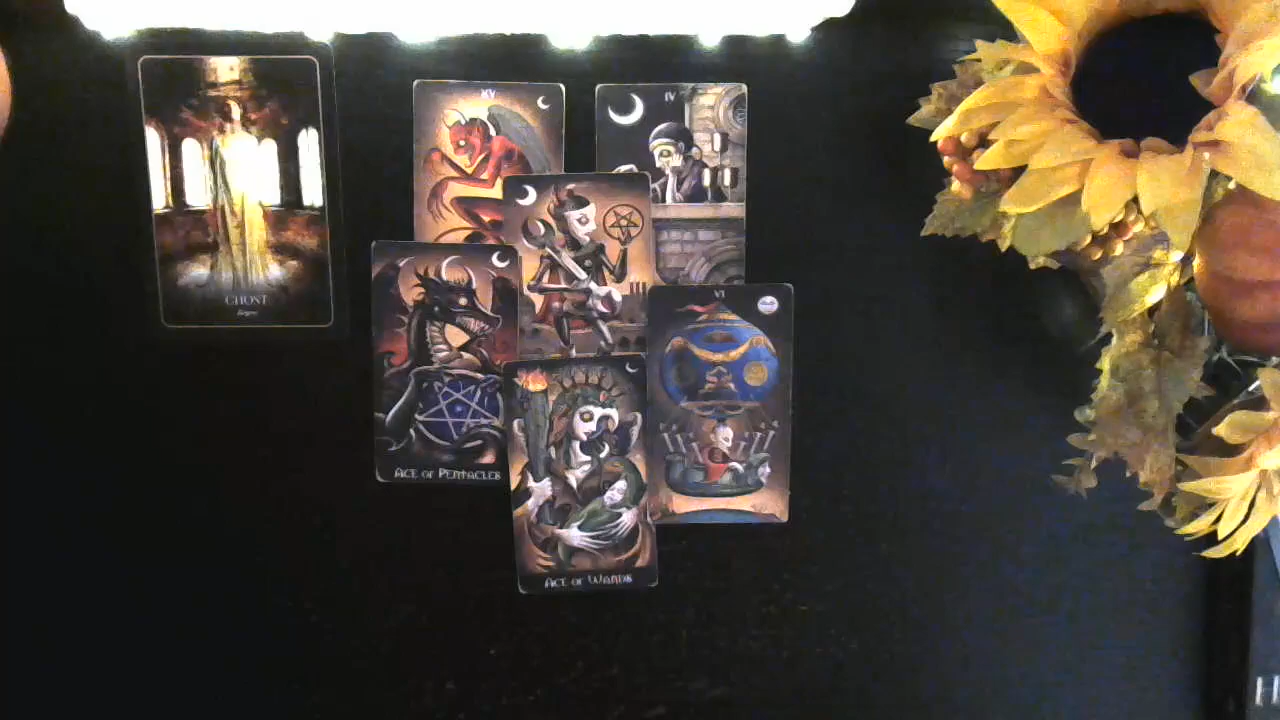 GHOST
XV
IV
VI
ACE OF PENTACLES
ACE OF WANDS
H